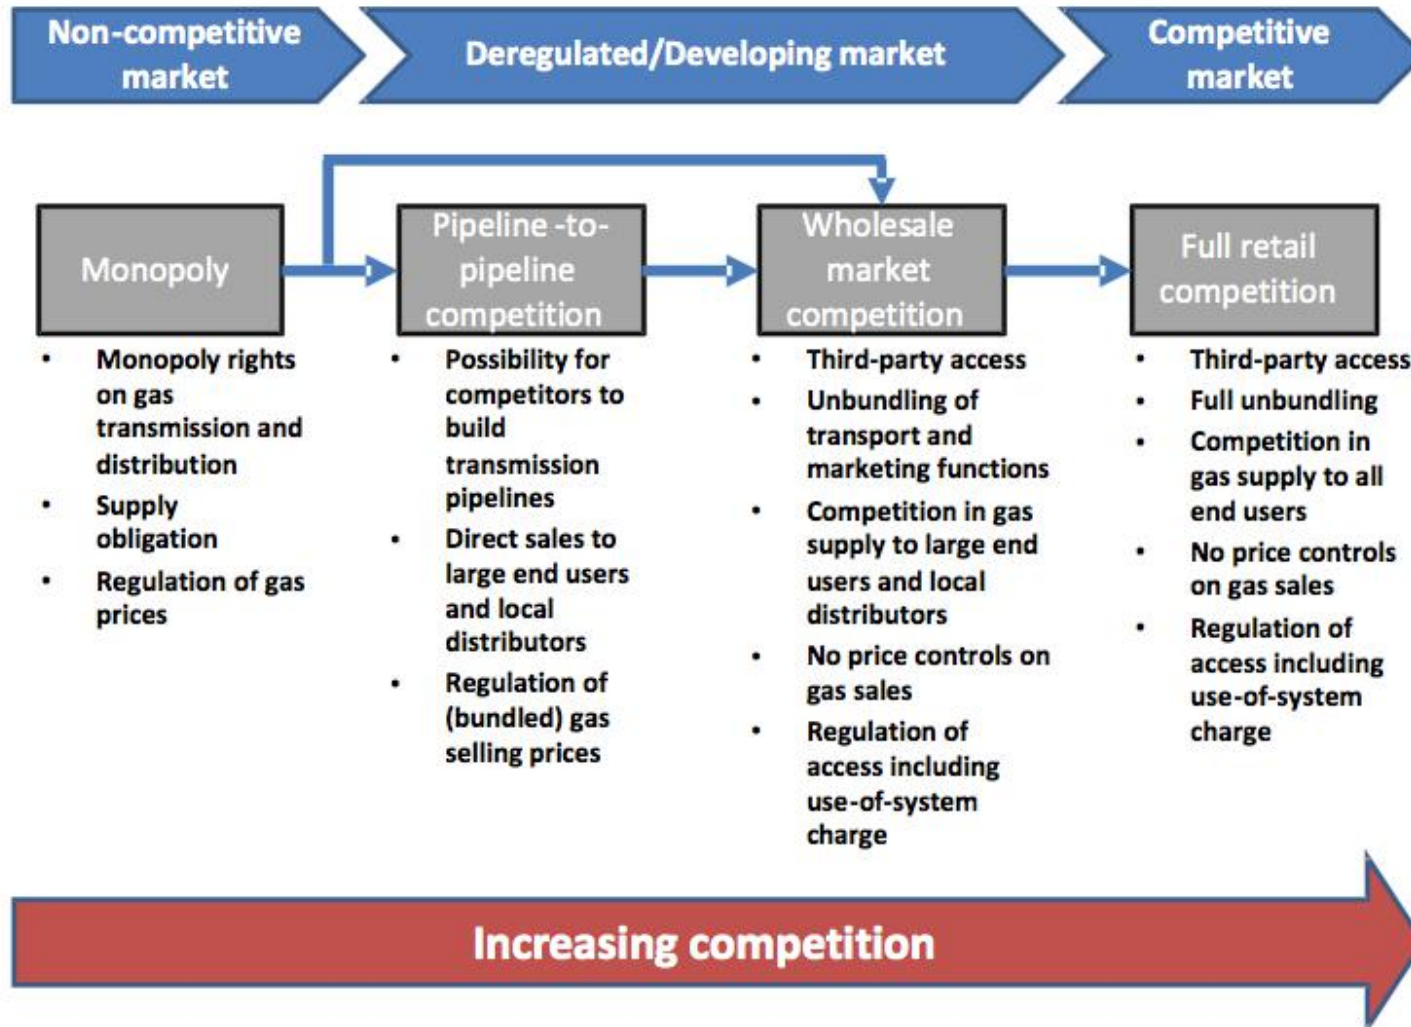 Non-competitive
market
Deregulated/Developing market
Competitive
market
Monopoly
Pipeline -to-
pipeline
competition
Wholesale
market
competition
Full retail
competition
• Monopoly rights
on gas
transmission and
distribution
• Supply
obligation
• Regulation of gas
prices
• Possibility for
competitors to
build
transmission
pipelines
• Direct sales to
large end users
and local
distributors
• Regulation of
(bundled) gas
selling prices
• Third-party access
• Unbundling of
transport and
marketing functions
• Competition in gas
supply to large end
users and local
distributors
• No price controls on
gas sales
• Regulation of
access including
use-of-system
charge
• Third-party access
• Full unbundling
• Competition in
gas supply to all
end users
• No price controls
on gas sales
• Regulation of
access including
use-of-system
charge
Increasing competition